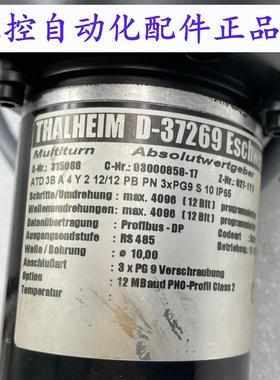 控自动化配件正品
THALHEIM D-37269 Eschw
Multiturn Absolutwertgeber
A-Nr.: 315088 C-Nr.: 03000858-17 Z-Nr.:
ATD 3B A 4 Y 2 12/12 PB PN 3xPG9 S 10 IP65
Schritte/Umdrehung : max. 4096 (12 Bit)
Wellenumdrehungen : max. 4096 (12 Bit)
Datenübertragung : Profibus - DP
Ausgangsendstufe : RS 485
Welle / Bohrung : ø 10,00
Anschlußart : 3 x PG 9 Verschraubung
Option : 12 MBaud PNO-Profil Class 2
Temperatur :